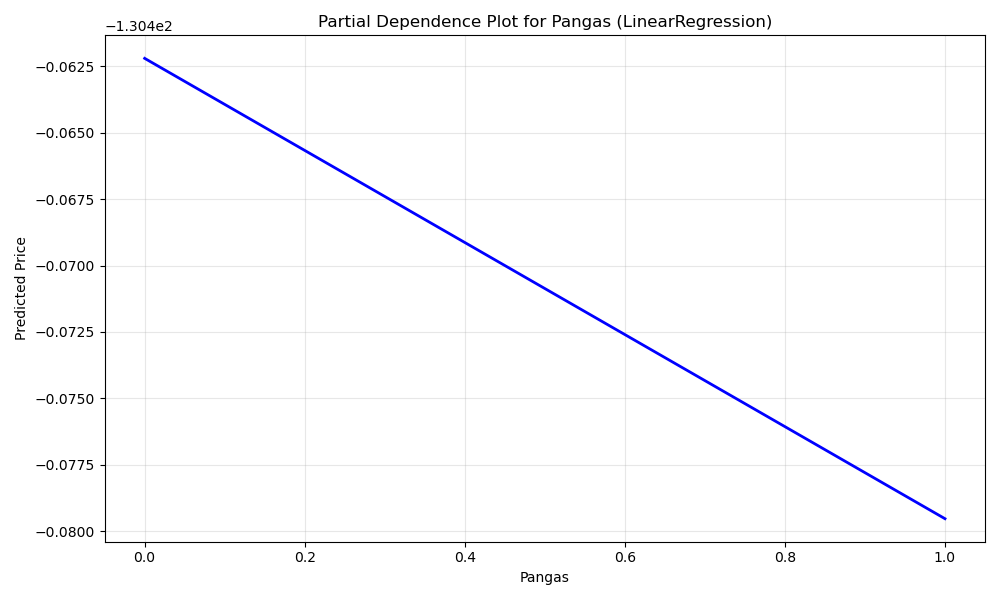 Partial Dependence Plot for Pangas (LinearRegression)
−1.304e2
−0.0625
−0.0650
−0.0675
−0.0700
−0.0725
−0.0750
−0.0775
−0.0800
Predicted Price
0.0 0.2 0.4 0.6 0.8 1.0
Pangas